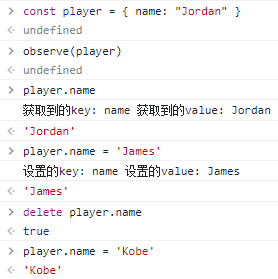 > const player = { name: "Jordan" }
< undefined
> observe(player)
< undefined
> player.name
获取到的key: name 获取到的value: Jordan
< 'Jordan'
> player.name = 'James'
设置的key: name 设置的value: James
< 'James'
> delete player.name
< true
> player.name = 'Kobe'
< 'Kobe'